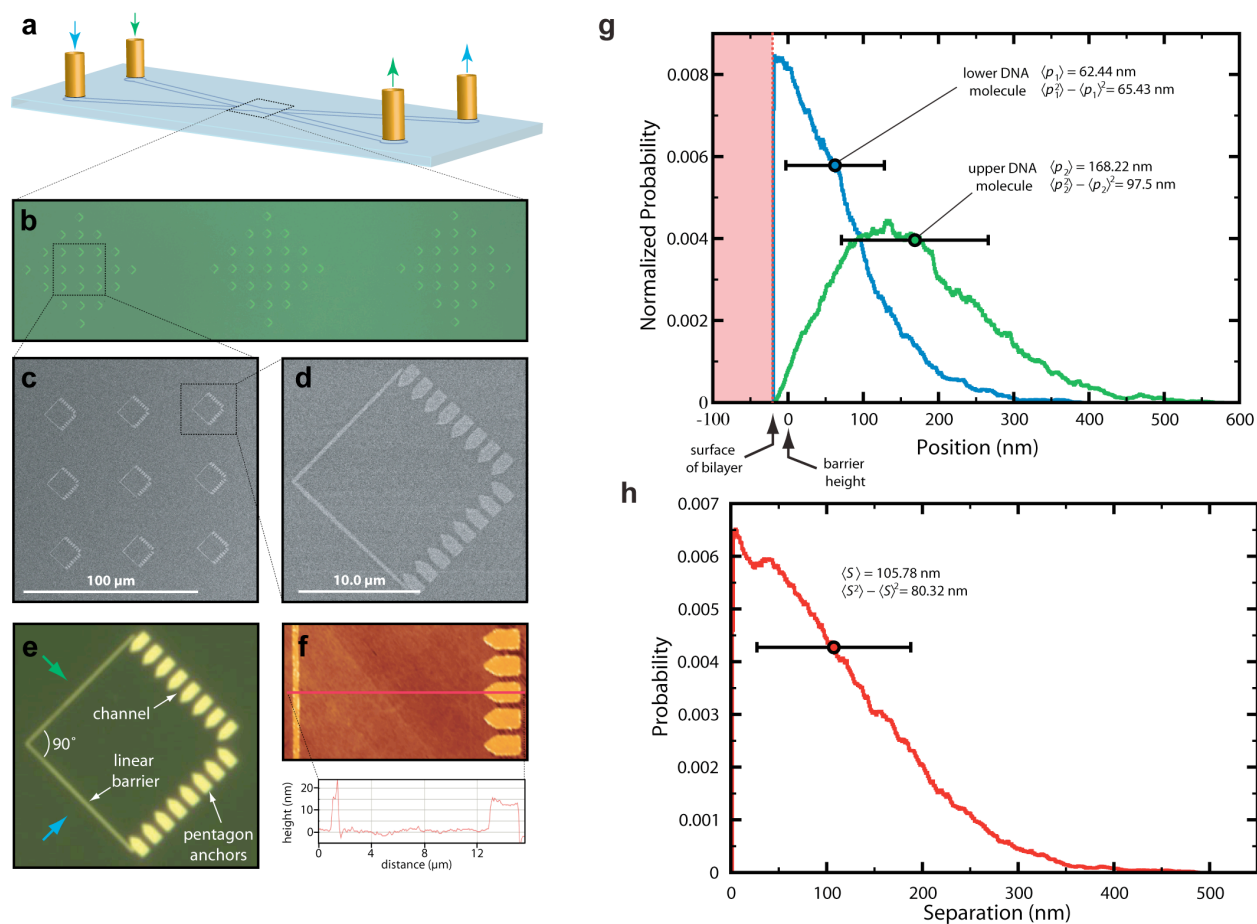 a
b
c
100 µm
d
10.0 µm
e
channel
90˚
linear
barrier
pentagon
anchors
f
height (nm)
20
10
0
0
4
8
12
distance (µm)
g
Normalized Probability
0.008
0.006
0.004
0.002
0
-100
0
100
200
300
400
500
600
Position (nm)
lower DNA
molecule
⟨p₁⟩ = 62.44 nm
⟨p₁²⟩ − ⟨p₁⟩² = 65.43 nm
upper DNA
molecule
⟨p₂⟩ = 168.22 nm
⟨p₂²⟩ − ⟨p₂⟩² = 97.5 nm
surface
of bilayer
barrier
height
h
Probability
0.007
0.006
0.005
0.004
0.003
0.002
0.001
0
0
100
200
300
400
500
Separation (nm)
⟨S⟩ = 105.78 nm
⟨S²⟩ − ⟨S⟩² = 80.32 nm